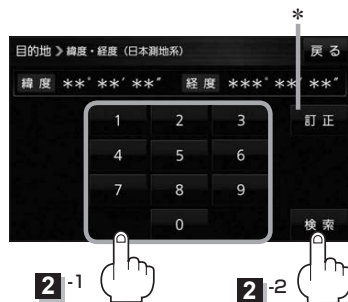 *
目的地 》緯度・経度（日本測地系） 戻る
緯度 **° **′ **″ 経度 ***° **′ **″
1 2 3 訂正
4 5 6
7 8 9
0 検索
2 -1 2 -2